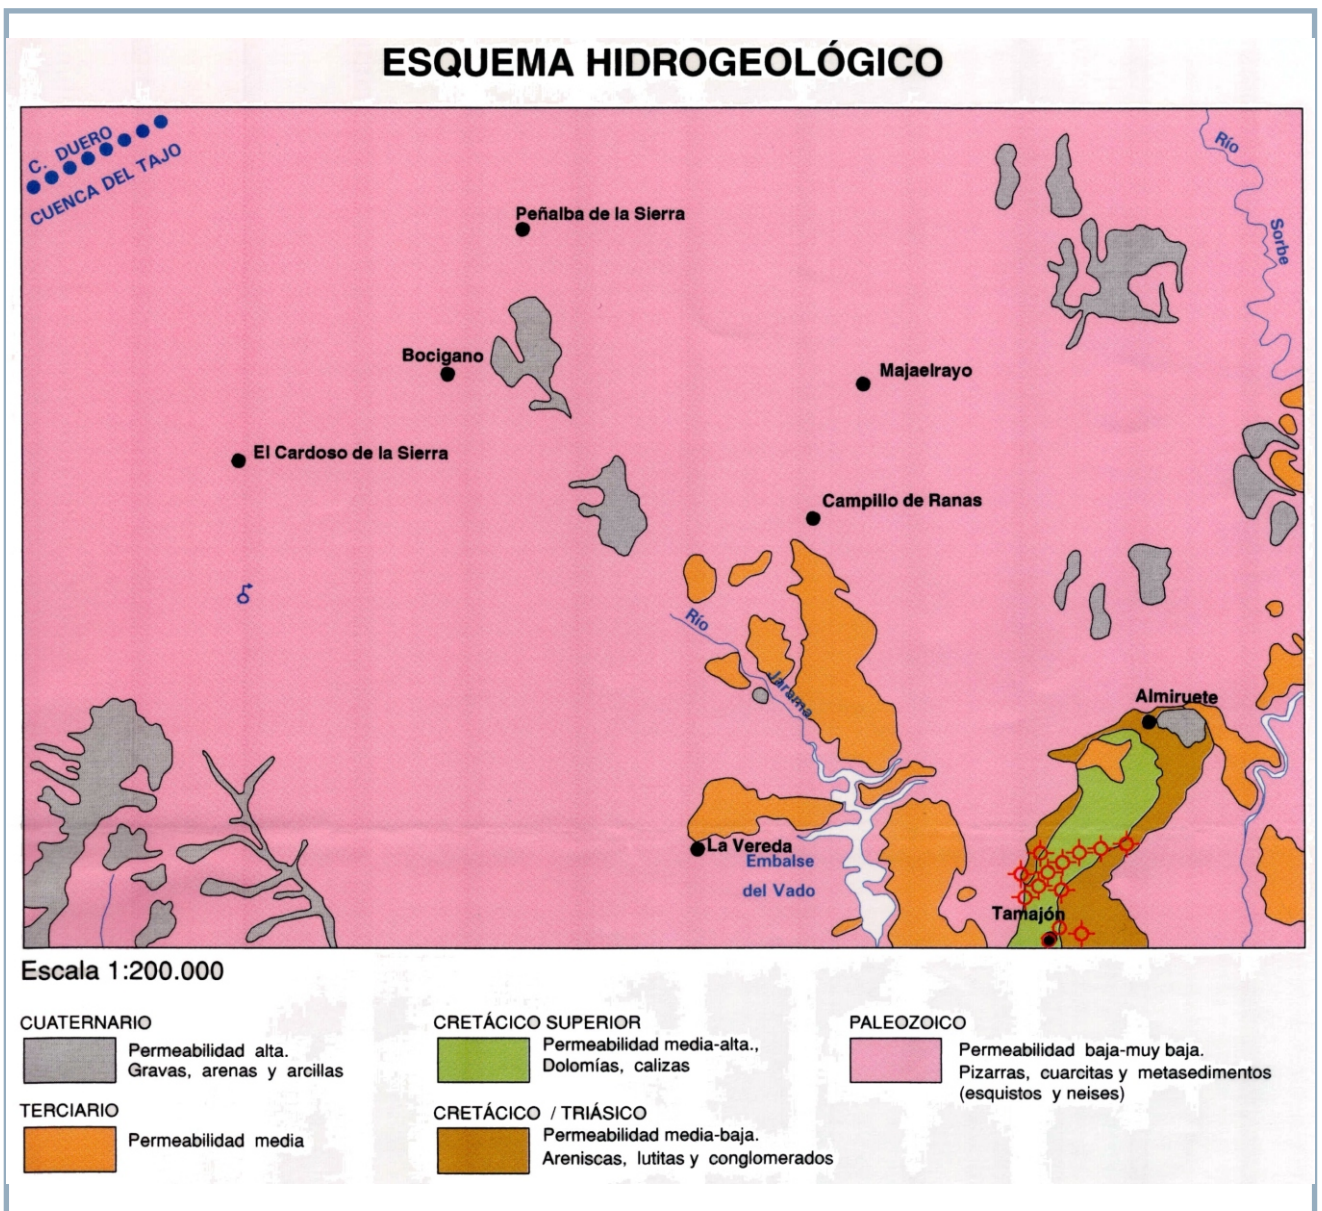 ESQUEMA HIDROGEOLÓGICO
C. DUERO
CUENCA DEL TAJO
Río
Sorbe
Peñalba de la Sierra
Bocigano
Majaelrayo
El Cardoso de la Sierra
Campillo de Ranas
Río
Jarama
Almiruete
La Vereda
Embalse
del Vado
Tamajón
Escala 1:200.000
CUATERNARIO
Permeabilidad alta.
Gravas, arenas y arcillas
TERCIARIO
Permeabilidad media
CRETÁCICO SUPERIOR
Permeabilidad media-alta.,
Dolomías, calizas
CRETÁCICO / TRIÁSICO
Permeabilidad media-baja.
Areniscas, lutitas y conglomerados
PALEOZOICO
Permeabilidad baja-muy baja.
Pizarras, cuarcitas y metasedimentos
(esquistos y neises)